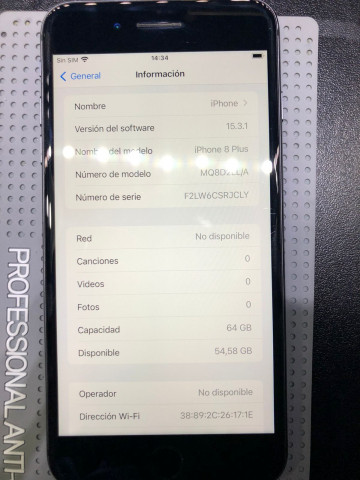 Sin SIM 14:34
General Información
Nombre iPhone
Versión del software 15.3.1
Nombre del modelo iPhone 8 Plus
Número de modelo
Número de serie F2LW6CSRJCLY
Red No disponible
Canciones 0
Videos 0
Fotos 0
Capacidad 64 GB
Disponible 54,58 GB
Operador No disponible
Dirección Wi-Fi 38:89:2C:26:17:1E
PROFESSIONAL ANTI-